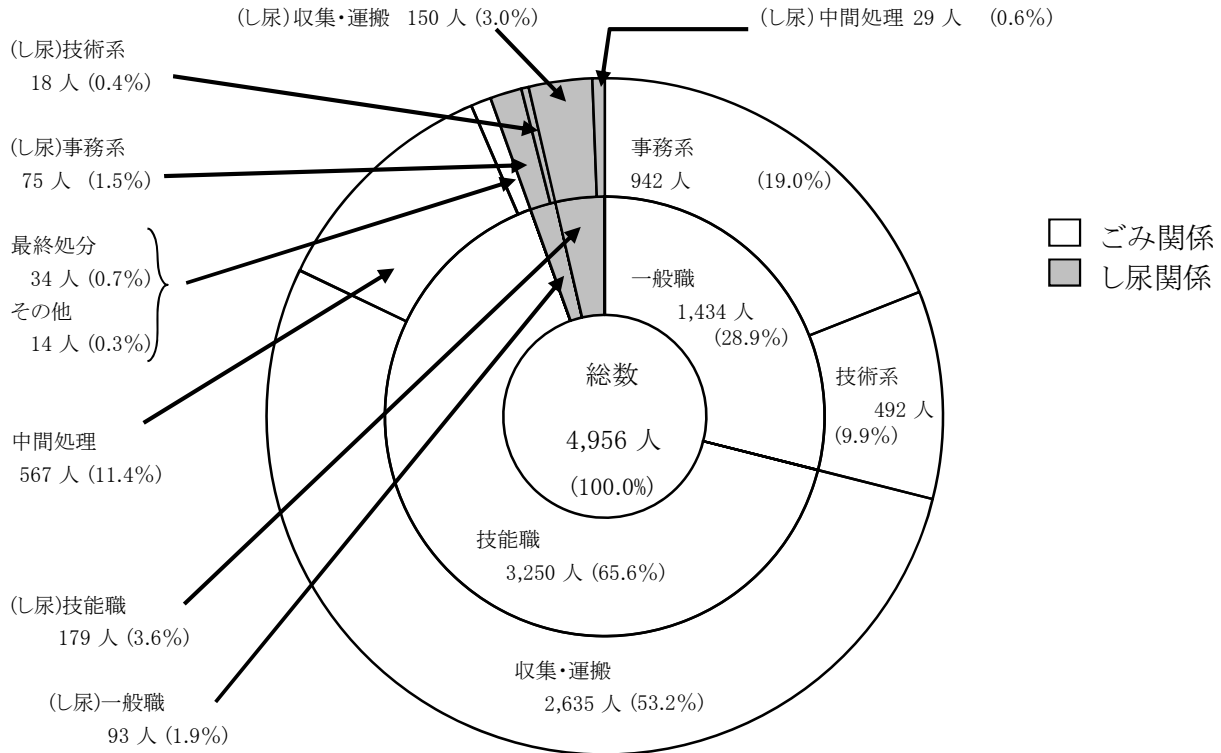 (し尿)収集・運搬 150 人 (3.0%)
(し尿)中間処理 29 人 (0.6%)
(し尿)技術系
18 人 (0.4%)
(し尿)事務系
75 人 (1.5%)
最終処分
34 人 (0.7%)
その他
14 人 (0.3%)
中間処理
567 人 (11.4%)
(し尿)技能職
179 人 (3.6%)
(し尿)一般職
93 人 (1.9%)
事務系
942 人 (19.0%)
一般職
1,434 人
(28.9%)
技術系
492 人
(9.9%)
総数
4,956 人
(100.0%)
技能職
3,250 人 (65.6%)
収集・運搬
2,635 人 (53.2%)
ごみ関係
し尿関係